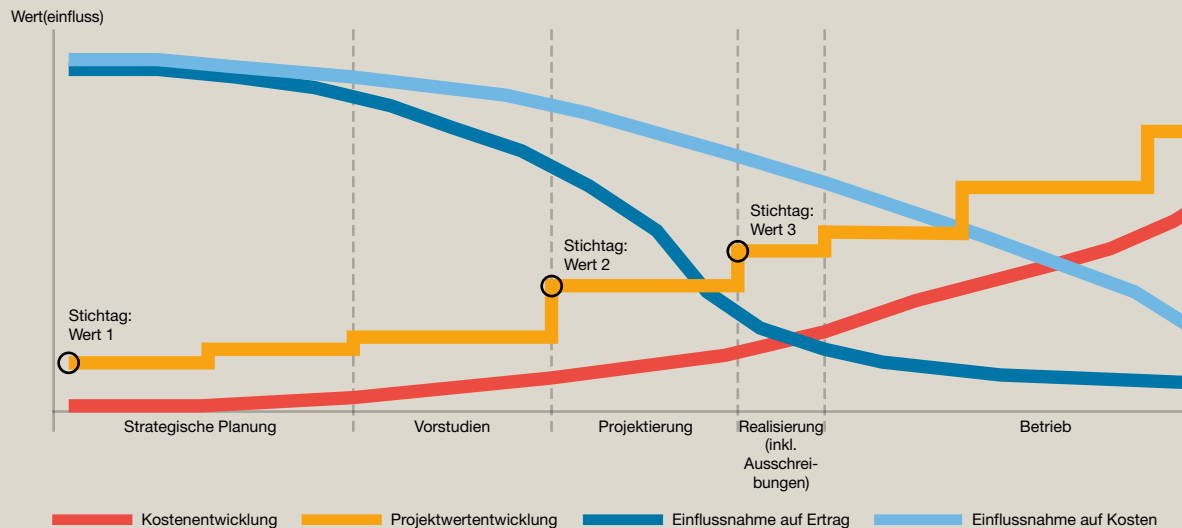 Wert(einfluss)
Stichtag:
Wert 1
Stichtag:
Wert 2
Stichtag:
Wert 3
Strategische Planung
Vorstudien
Projektierung
Realisierung
(inkl.
Ausschrei-
bungen)
Betrieb
Kostenentwicklung
Projektwertentwicklung
Einflussnahme auf Ertrag
Einflussnahme auf Kosten